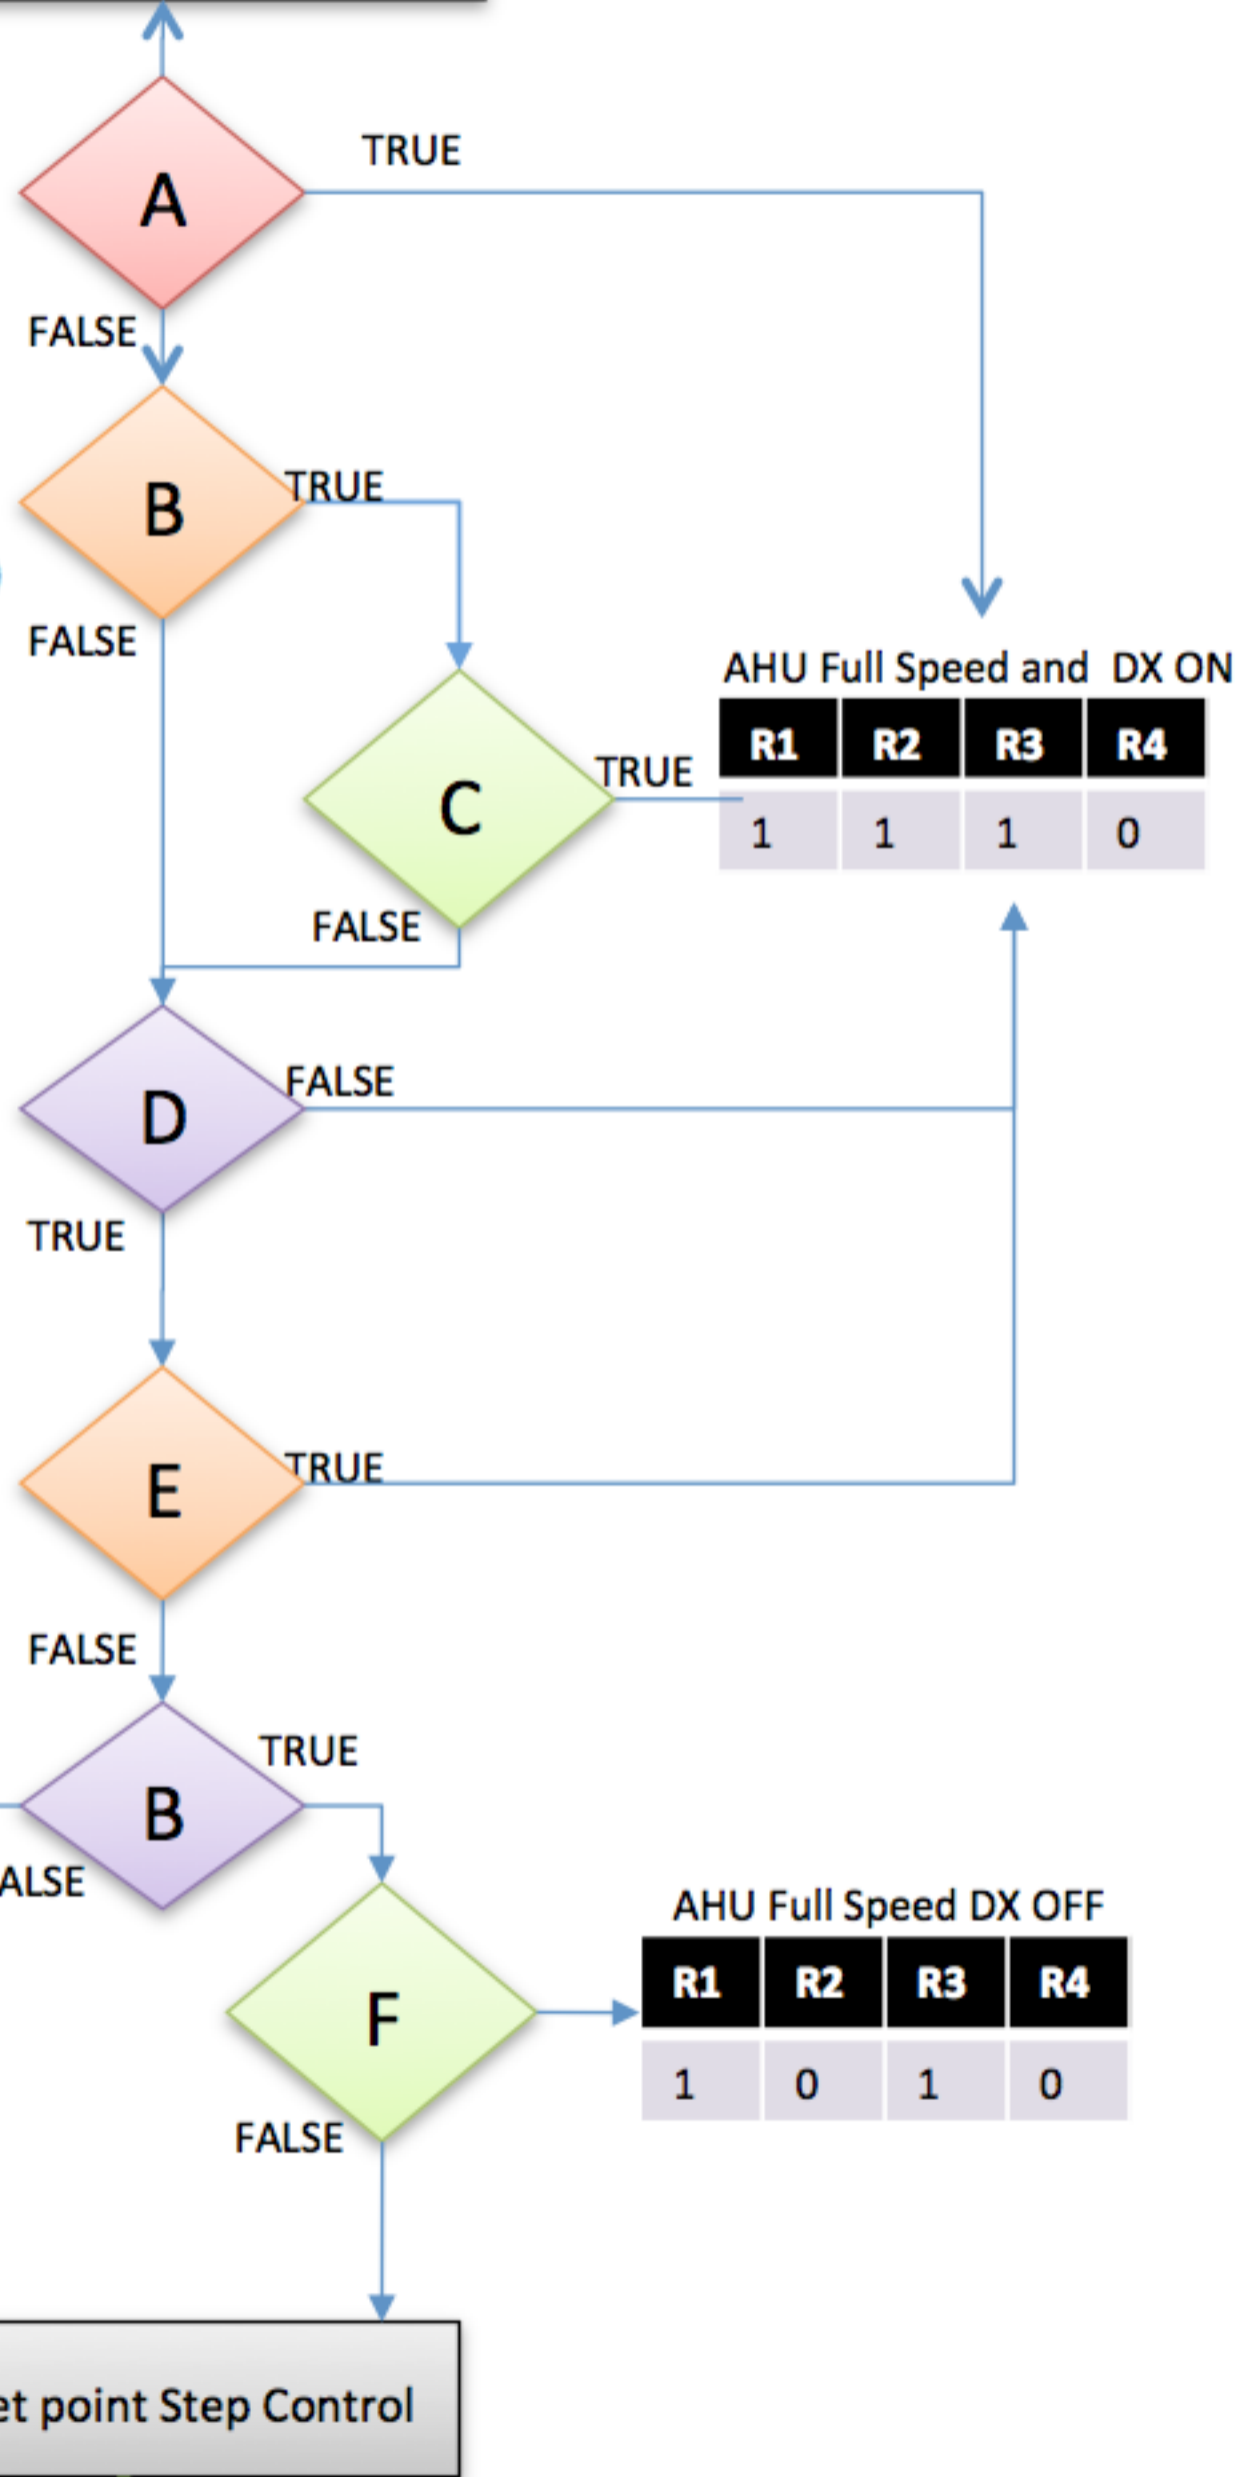 TRUE
A
FALSE
TRUE
B
FALSE
AHU Full Speed and DX ON
R1 R2 R3 R4
TRUE
C
1 1 1 0
FALSE
FALSE
D
TRUE
TRUE
E
FALSE
TRUE
B
ALSE
AHU Full Speed DX OFF
R1 R2 R3 R4
F
1 0 1 0
FALSE
et point Step Control